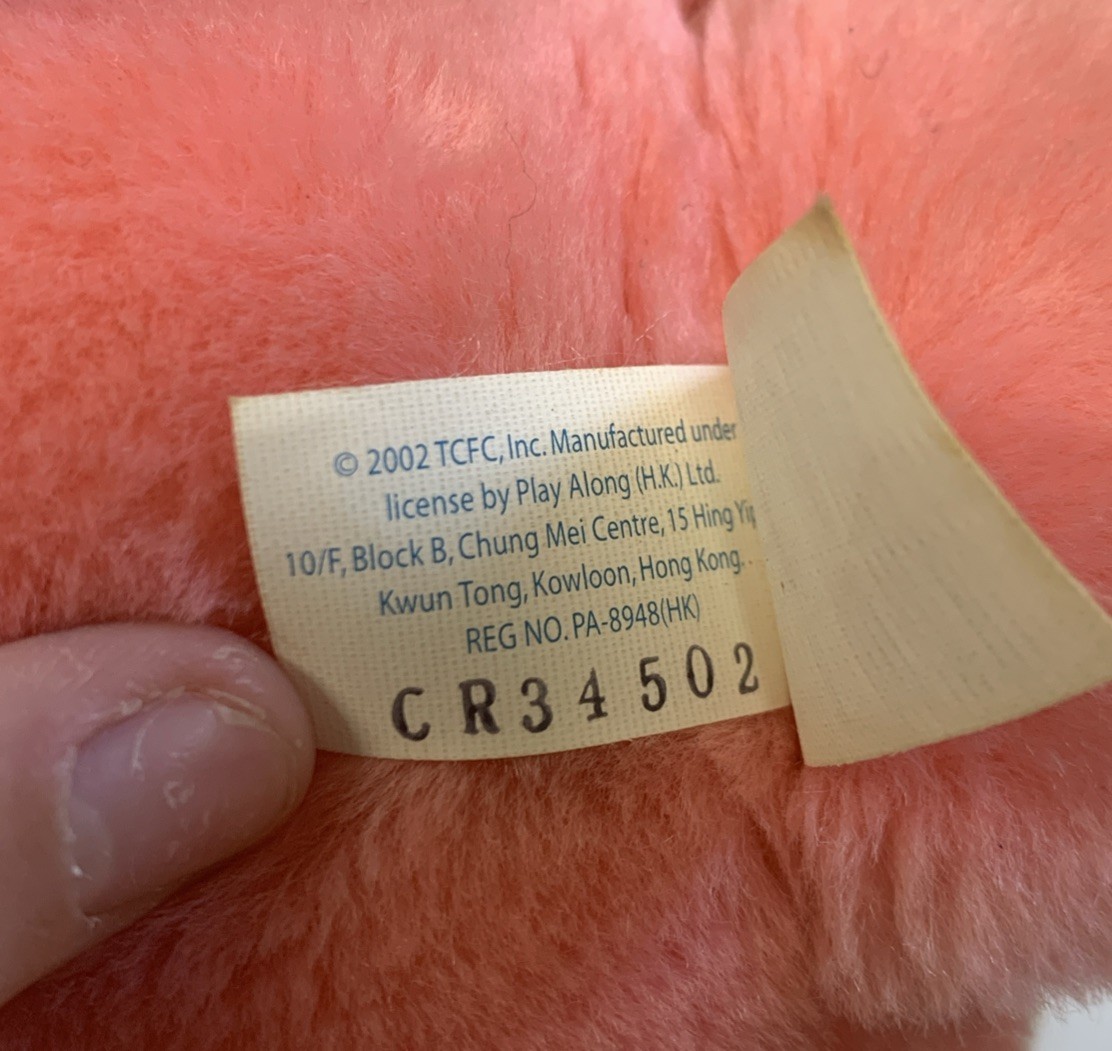 © 2002 TCFC, Inc. Manufactured under
license by Play Along (H.K.) Ltd.
10/F, Block B, Chung Mei Centre, 15 Hing
Kwun Tong, Kowloon, Hong Kong.
REG NO. PA-8948(HK)
CR34502